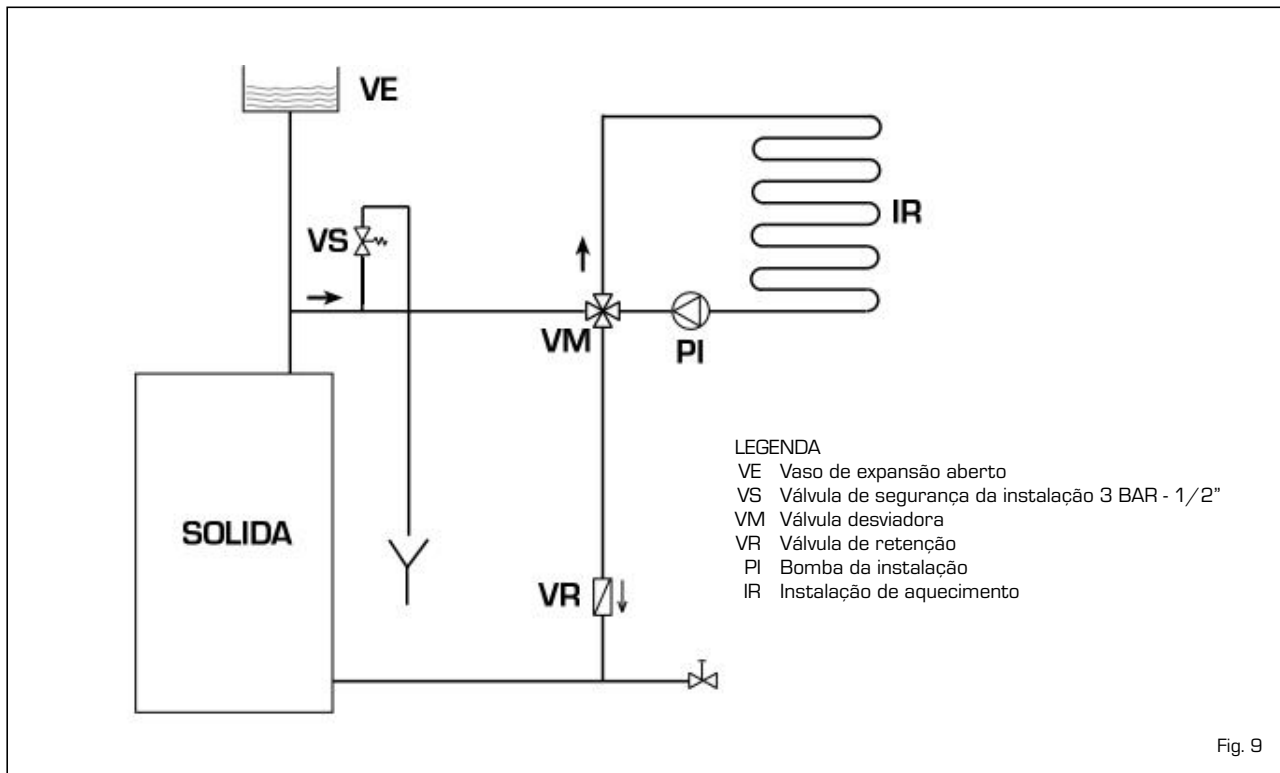 VE
VS
IR
VM
PI
SOLIDA
VR
LEGENDA
VE Vaso de expansão aberto
VS Válvula de segurança da instalação 3 BAR - 1/2”
VM Válvula desviadora
VR Válvula de retenção
PI Bomba da instalação
IR Instalação de aquecimento
Fig. 9